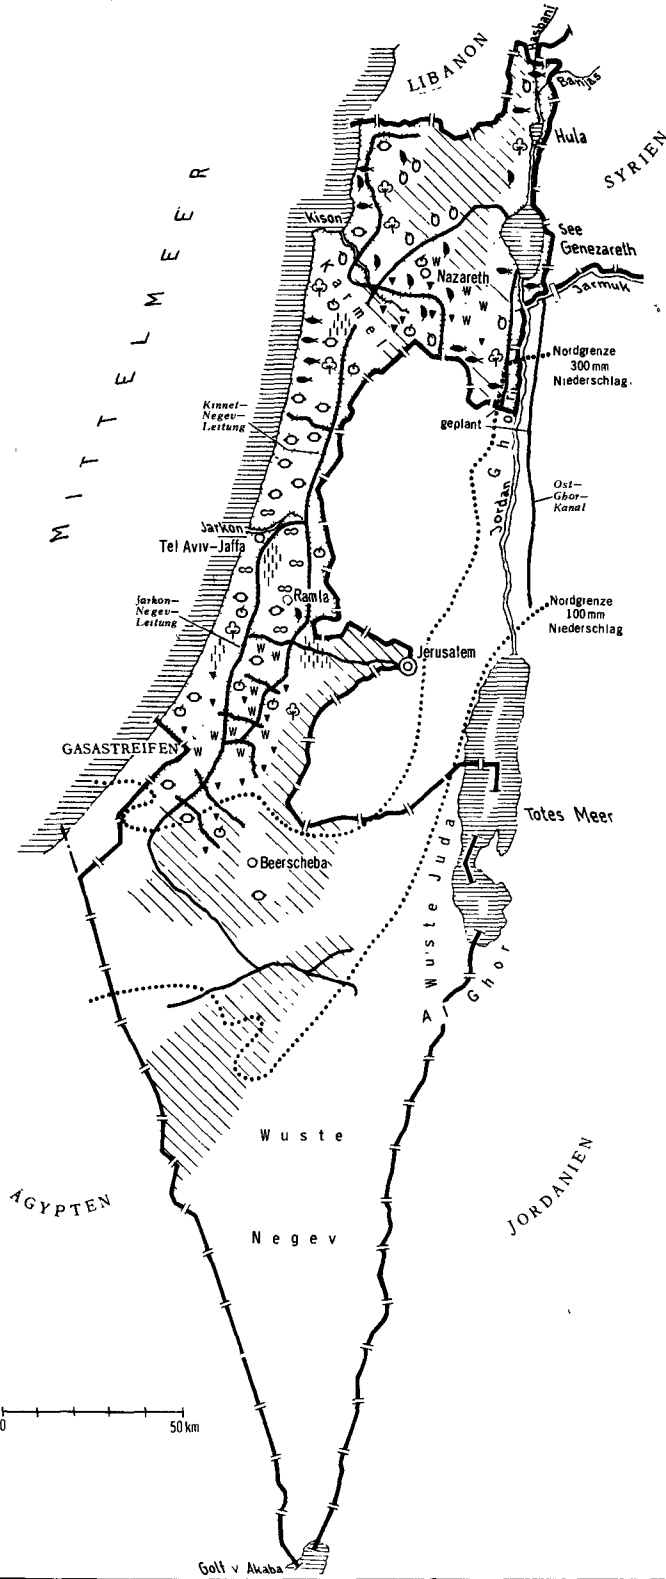 Hasbani
LIBANON
Banjas
Hula
SYRIEN
MITTELMEER
Kison
See
Genezareth
Karmel
Nazareth
Jarmuk
Nordgrenze
300 mm
Niederschlag.
Kinnel-
Negev-
Leitung
geplant
Ghor
Jordan
Ost-
Ghor-
Kanal
Jarkon
Tel Aviv-Jaffa
Ramla
Jarkon-
Negev-
Leitung
Nordgrenze
100 mm
Niederschlag
Jerusalem
GASASTREIFEN
Totes Meer
Beerscheba
Wuste Juda
Al Ghor
Wuste
Negev
ÄGYPTEN
JORDANIEN
0
50 km
Golf v Akaba